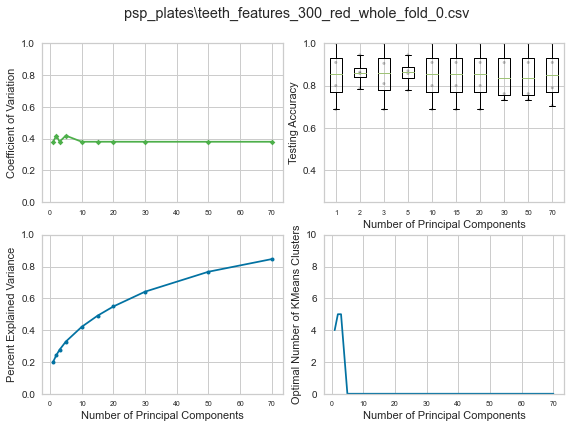 psp_plates\teeth_features_300_red_whole_fold_0.csv
Coefficient of Variation
1.0
0.8
0.6
0.4
0.2
0.0
0 10 20 30 40 50 60 70
Testing Accuracy
1.0
0.8
0.6
0.4
1 2 3 5 10 15 20 30 50 70
Number of Principal Components
Percent Explained Variance
1.0
0.8
0.6
0.4
0.2
0.0
0 10 20 30 40 50 60 70
Number of Principal Components
Optimal Number of KMeans Clusters
10
8
6
4
2
0
0 10 20 30 40 50 60 70
Number of Principal Components